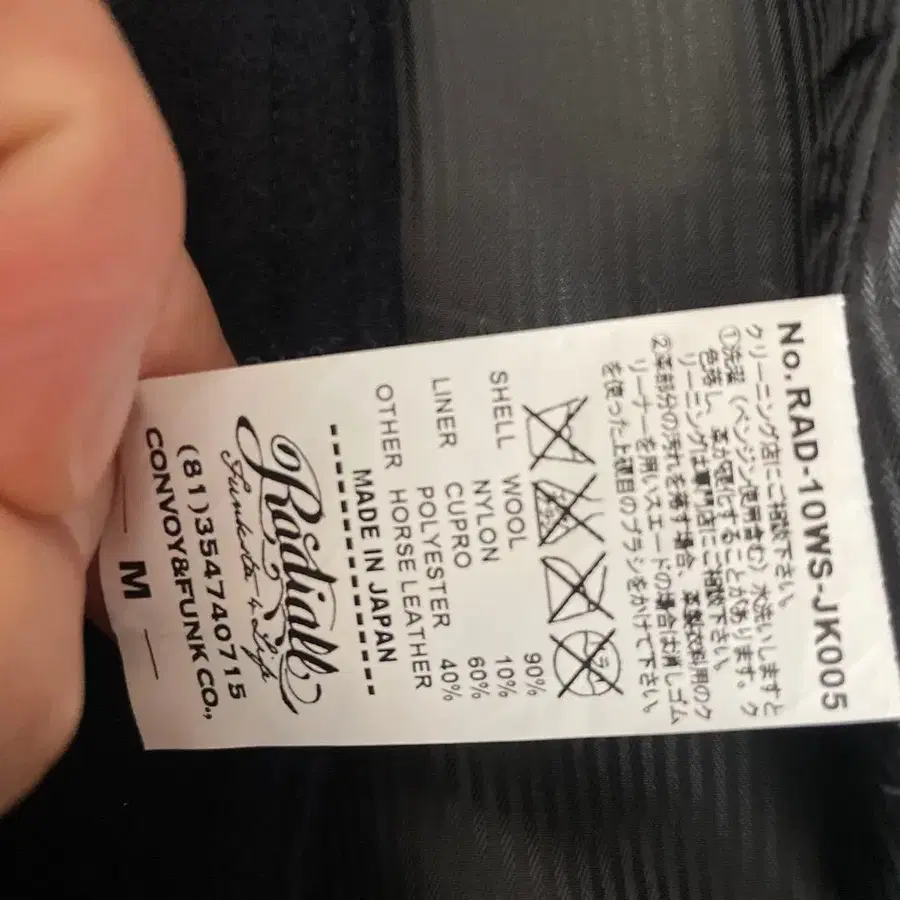 No.RAD-10WS-JK005
クリーニング店にご相談下さい。
①洗濯（ベンジン使用含む）水洗いしますと
色落し、革が硬化することがあります。ク
リーニングは専門店にご相談下さい。
②革部分の汚れを落す場合、革製衣料用のク
リーナーを用いスエードの場合は消しゴム
を使った上辺目のブラシをかけて下さい。
SHELL WOOL 90%
NYLON 10%
LINER CUPRO 60%
POLYESTER 40%
OTHER HORSE LEATHER
MADE IN JAPAN
Radiall
Funksta 4 Life
(81)3547 40715
CONVOY&FUNK CO.,
M